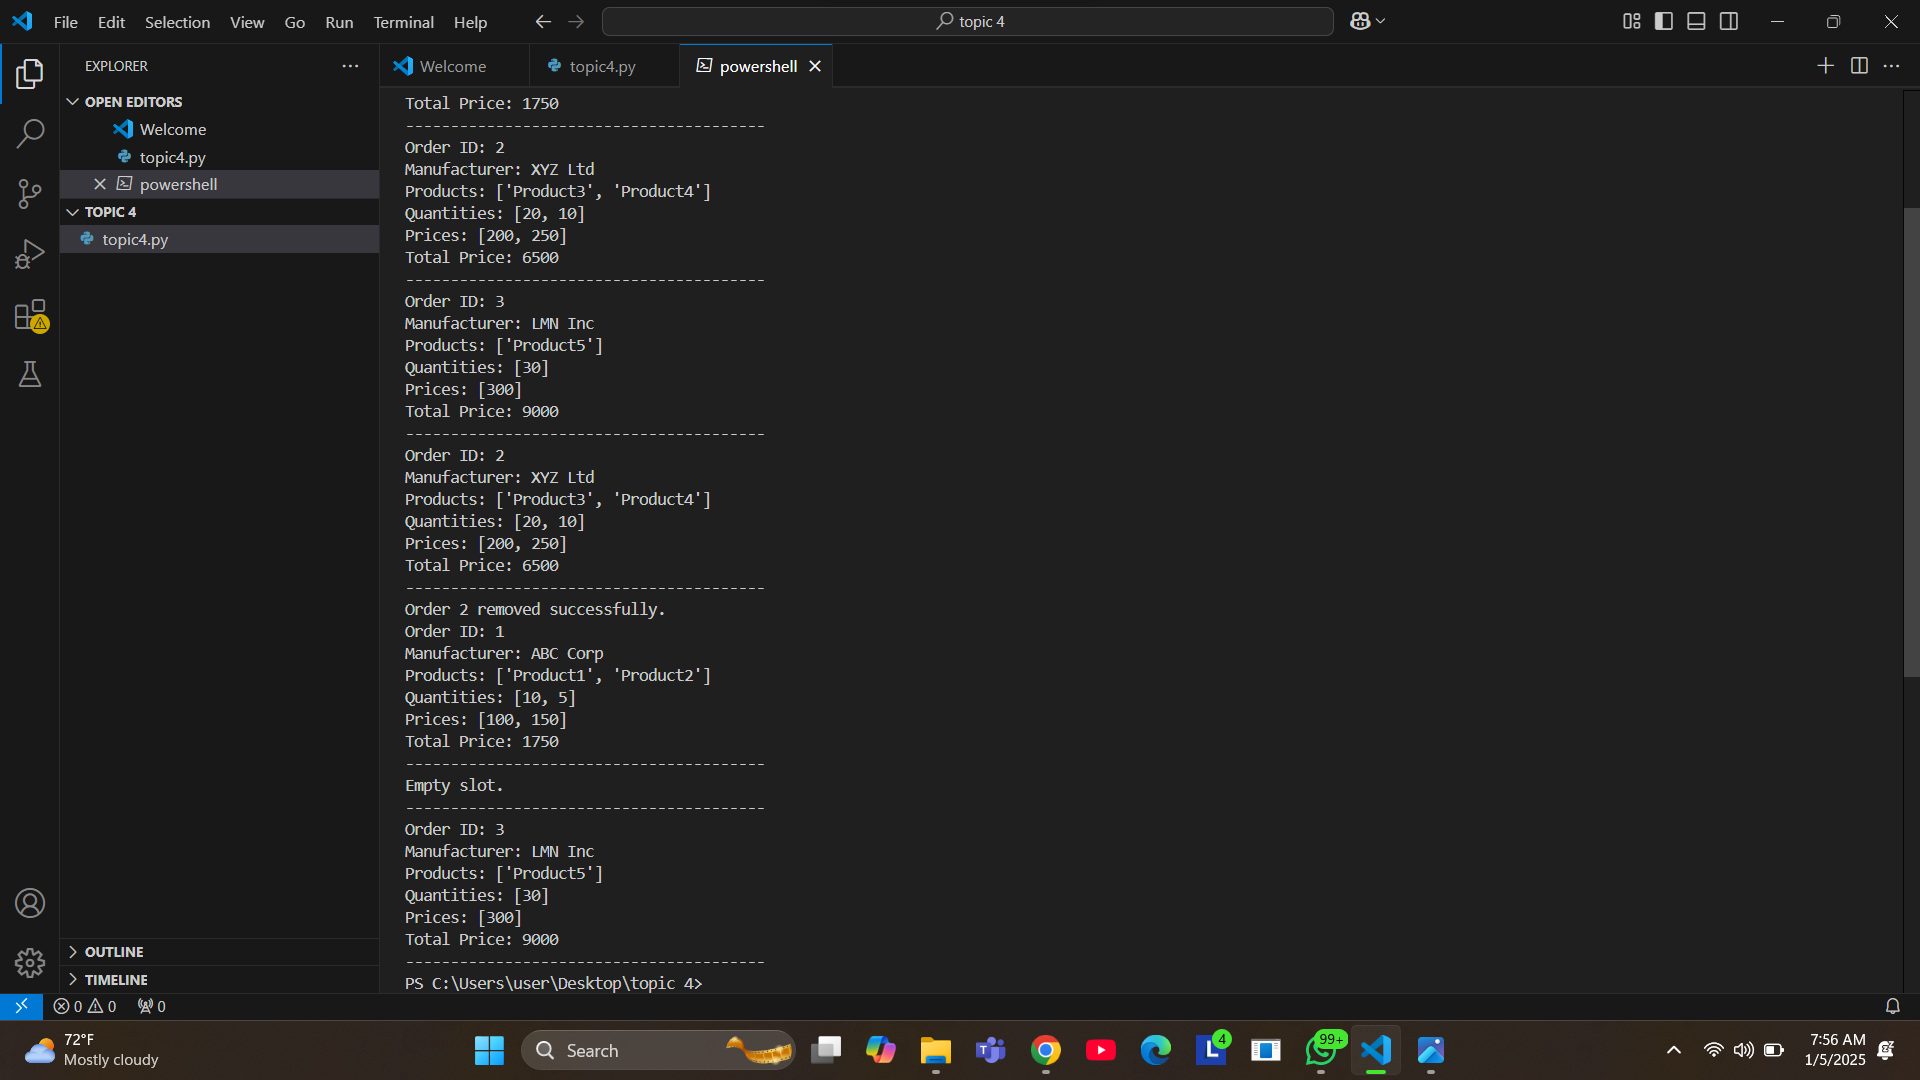 File Edit Selection View Go Run Terminal Help
topic 4
EXPLORER
OPEN EDITORS
Welcome
topic4.py
powershell
TOPIC 4
topic4.py
OUTLINE
TIMELINE
Welcome topic4.py powershell
Total Price: 1750
----------------------------------------
Order ID: 2
Manufacturer: XYZ Ltd
Products: ['Product3', 'Product4']
Quantities: [20, 10]
Prices: [200, 250]
Total Price: 6500
----------------------------------------
Order ID: 3
Manufacturer: LMN Inc
Products: ['Product5']
Quantities: [30]
Prices: [300]
Total Price: 9000
----------------------------------------
Order ID: 2
Manufacturer: XYZ Ltd
Products: ['Product3', 'Product4']
Quantities: [20, 10]
Prices: [200, 250]
Total Price: 6500
----------------------------------------
Order 2 removed successfully.
Order ID: 1
Manufacturer: ABC Corp
Products: ['Product1', 'Product2']
Quantities: [10, 5]
Prices: [100, 150]
Total Price: 1750
----------------------------------------
Empty slot.
----------------------------------------
Order ID: 3
Manufacturer: LMN Inc
Products: ['Product5']
Quantities: [30]
Prices: [300]
Total Price: 9000
----------------------------------------
PS C:\Users\user\Desktop\topic 4>
0 0 0
72°F
Mostly cloudy
Search
T
L
4
99+
7:56 AM
1/5/2025